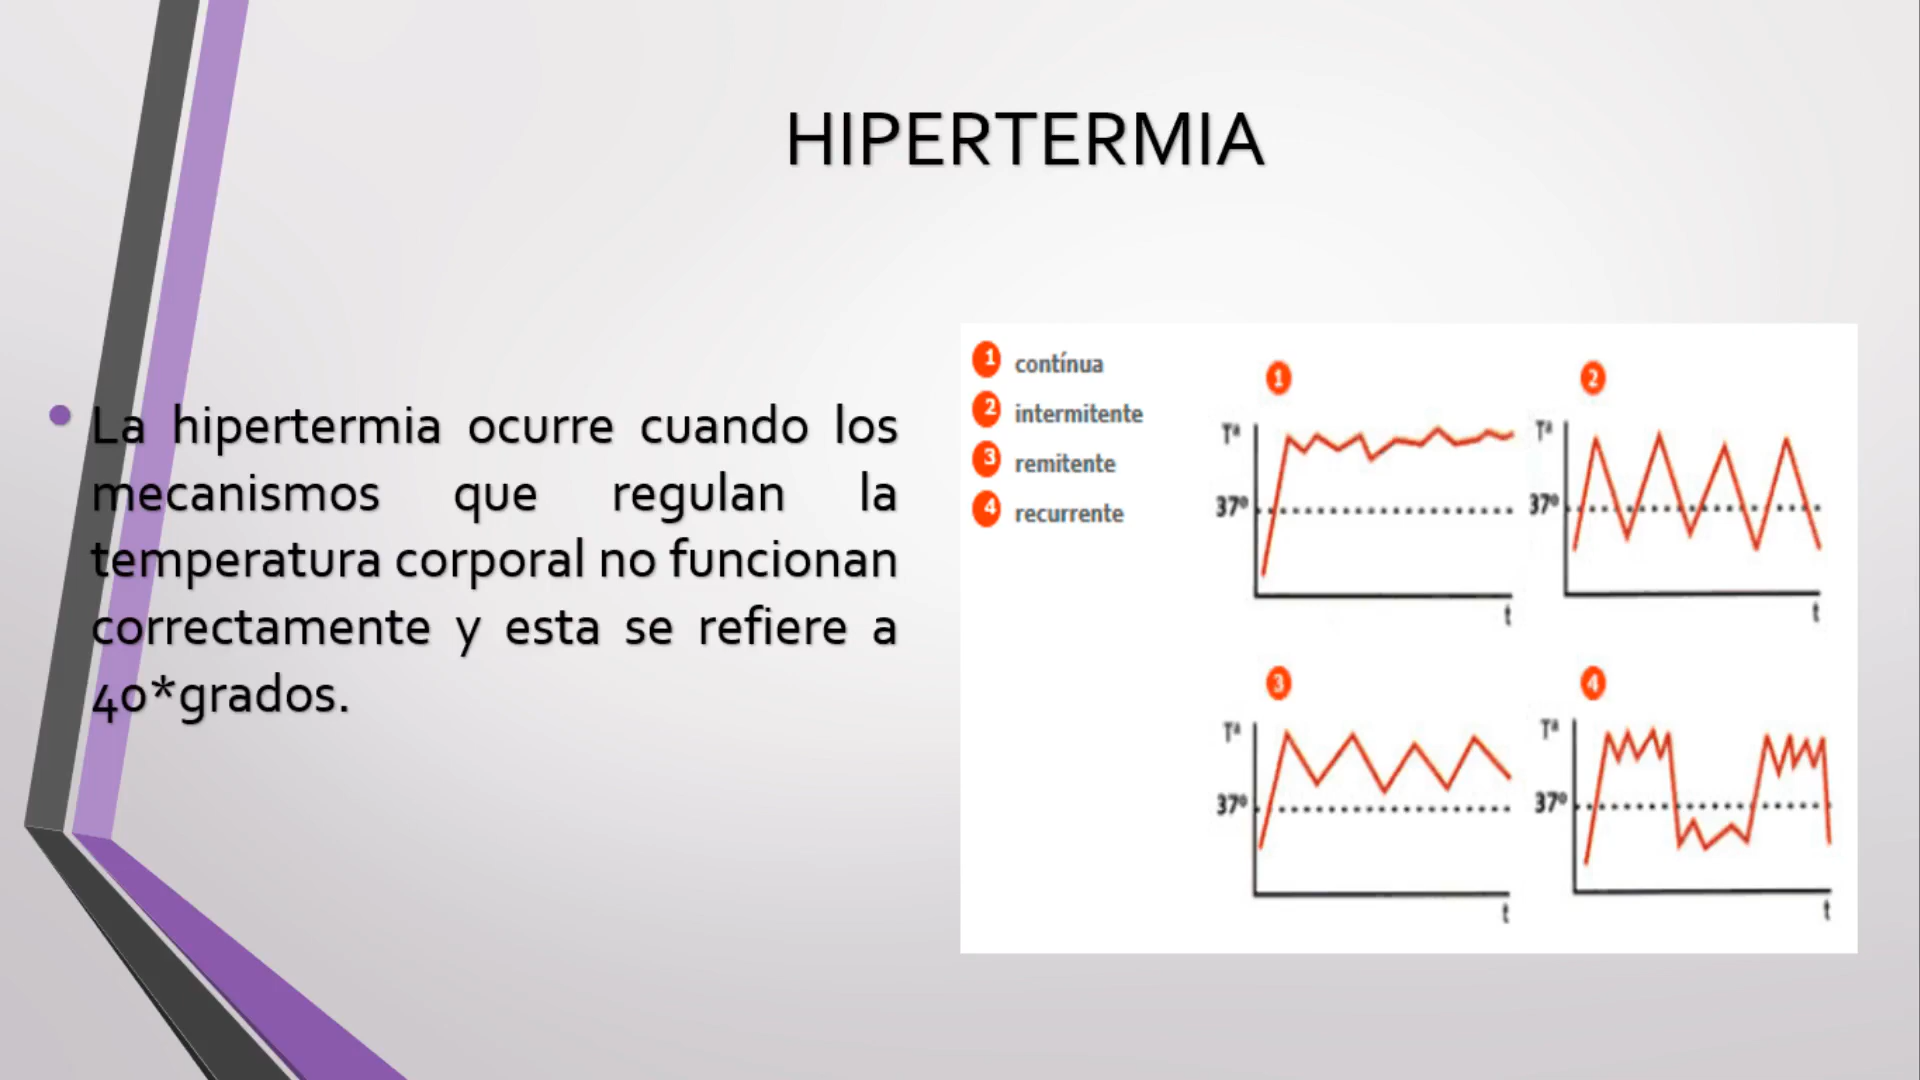 HIPERTERMIA
• La hipertermia ocurre cuando los
mecanismos que regulan la
temperatura corporal no funcionan
correctamente y esta se refiere a
40*grados.
1 contínua
2 intermitente
3 remitente
4 recurrente
1
Tª
37º
t
2
Tª
37º
t
3
Tª
37º
t
4
Tª
37º
t